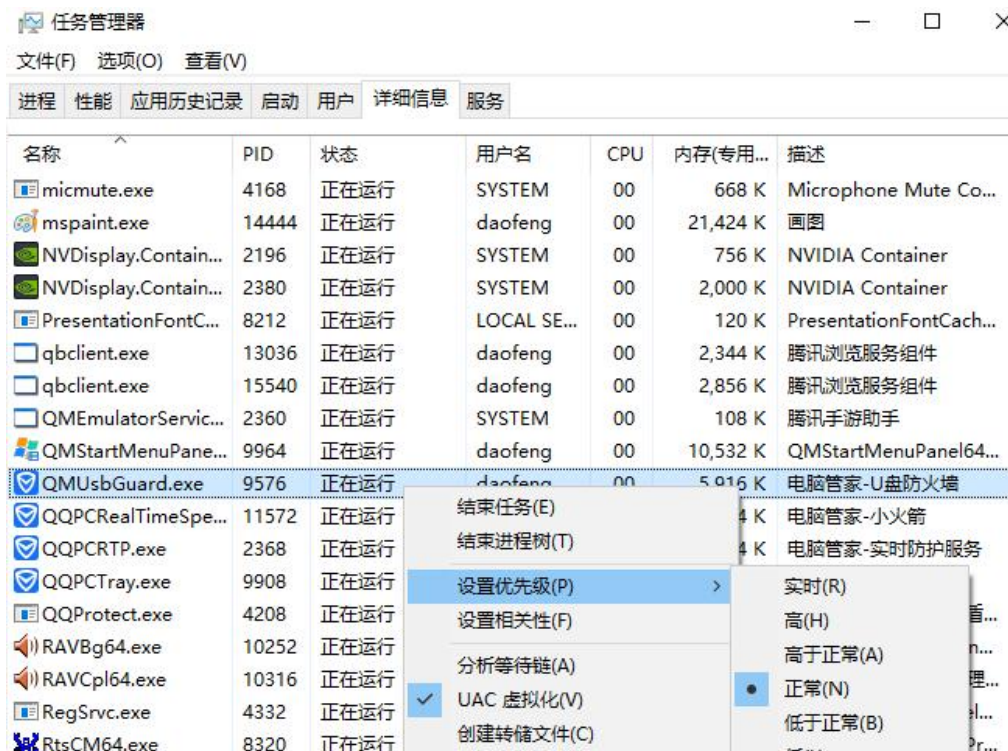 任务管理器
文件(F) 选项(O) 查看(V)
进程 性能 应用历史记录 启动 用户 详细信息 服务
名称 PID 状态 用户名 CPU 内存(专用... 描述
micmute.exe 4168 正在运行 SYSTEM 00 668 K Microphone Mute Co...
mspaint.exe 14444 正在运行 daofeng 00 21,424 K 画图
NVDisplay.Contain... 2196 正在运行 SYSTEM 00 756 K NVIDIA Container
NVDisplay.Contain... 2380 正在运行 SYSTEM 00 2,000 K NVIDIA Container
PresentationFontC... 8212 正在运行 LOCAL SE... 00 120 K PresentationFontCach...
qbclient.exe 13036 正在运行 daofeng 00 2,344 K 腾讯浏览服务组件
qbclient.exe 15540 正在运行 daofeng 00 2,856 K 腾讯浏览服务组件
QMEmulatorServic... 2360 正在运行 SYSTEM 00 108 K 腾讯手游助手
QMStartMenuPane... 9964 正在运行 daofeng 00 10,532 K QMStartMenuPanel64...
QMUsbGuard.exe 9576 正在运行 daofeng 00 5,916 K 电脑管家-U盘防火墙
QQPCRealTimeSpe... 11572 正在运行 4 K 电脑管家-小火箭
QQPCRTP.exe 2368 正在运行 4 K 电脑管家-实时防护服务
QQPCTray.exe 9908 正在运行
QQProtect.exe 4208 正在运行
RAVBg64.exe 10252 正在运行
RAVCpl64.exe 10316 正在运行
RegSrvc.exe 4332 正在运行
RtsCM64.exe 8320 正在运行
结束任务(E)
结束进程树(T)
设置优先级(P)
设置相关性(F)
分析等待链(A)
UAC 虚拟化(V)
创建转储文件(C)
实时(R)
高(H)
高于正常(A)
正常(N)
低于正常(B)